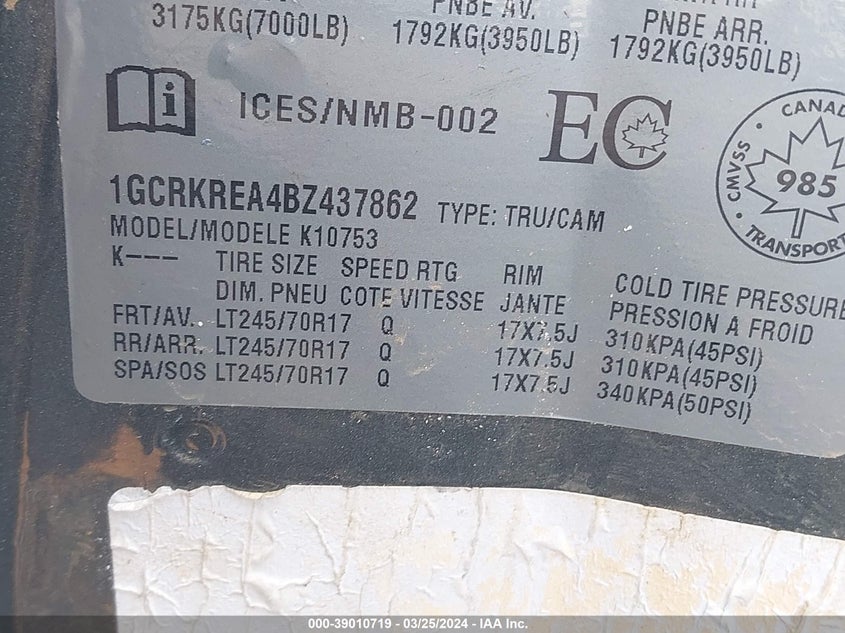 PNBE AV.
PNBE ARR.
3175KG(7000LB)
1792KG(3950LB)
1792KG(3950LB)
i
ICES/NMB-002
EC
CANADA
CMVSS
985
TRANSPORT
1GCRKREA4BZ437862 TYPE: TRU/CAM
MODEL/MODELE K10753
K--- TIRE SIZE SPEED RTG RIM COLD TIRE PRESSURE
DIM. PNEU COTE VITESSE JANTE PRESSION A FROID
FRT/AV. LT245/70R17 Q 17X7.5J 310KPA(45PSI)
RR/ARR. LT245/70R17 Q 17X7.5J 310KPA(45PSI)
SPA/SOS LT245/70R17 Q 17X7.5J 340KPA(50PSI)
000-39010719 - 03/25/2024 - IAA Inc.